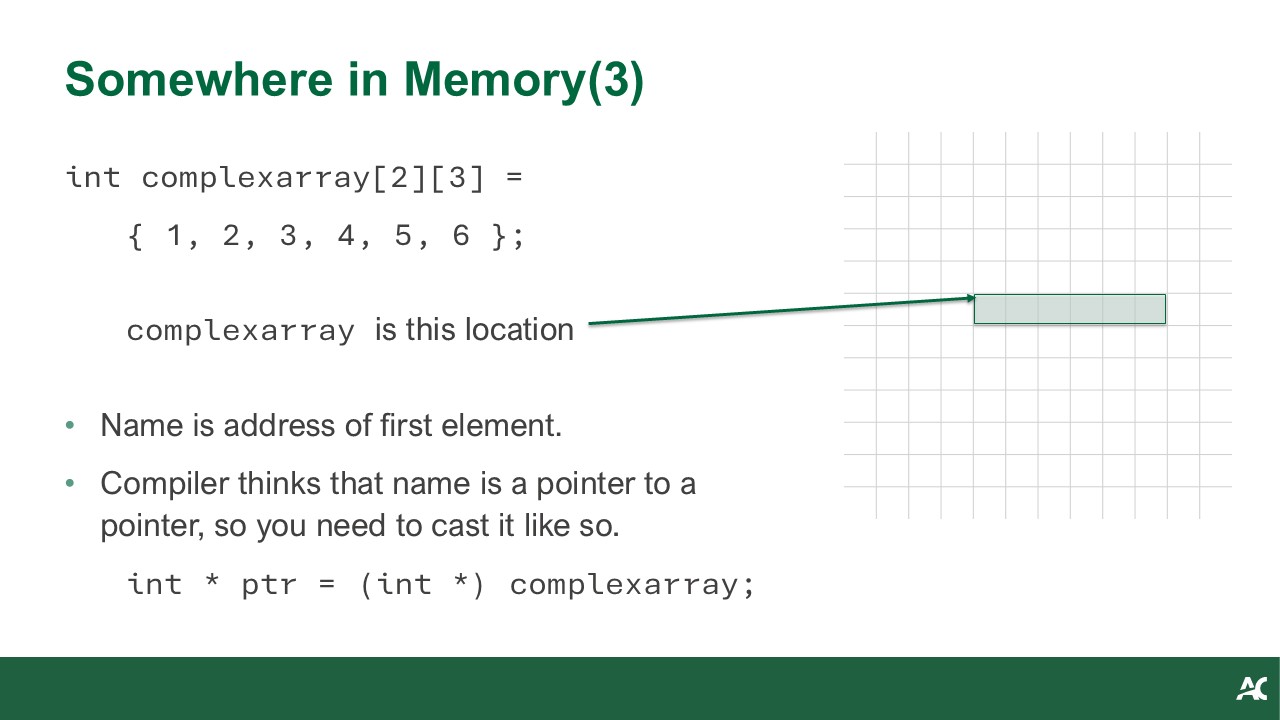 Somewhere in Memory(3)
int complexarray[2][3] =
{ 1, 2, 3, 4, 5, 6 };
complexarray is this location
• Name is address of first element.
• Compiler thinks that name is a pointer to a
pointer, so you need to cast it like so.
int * ptr = (int *) complexarray;
AC